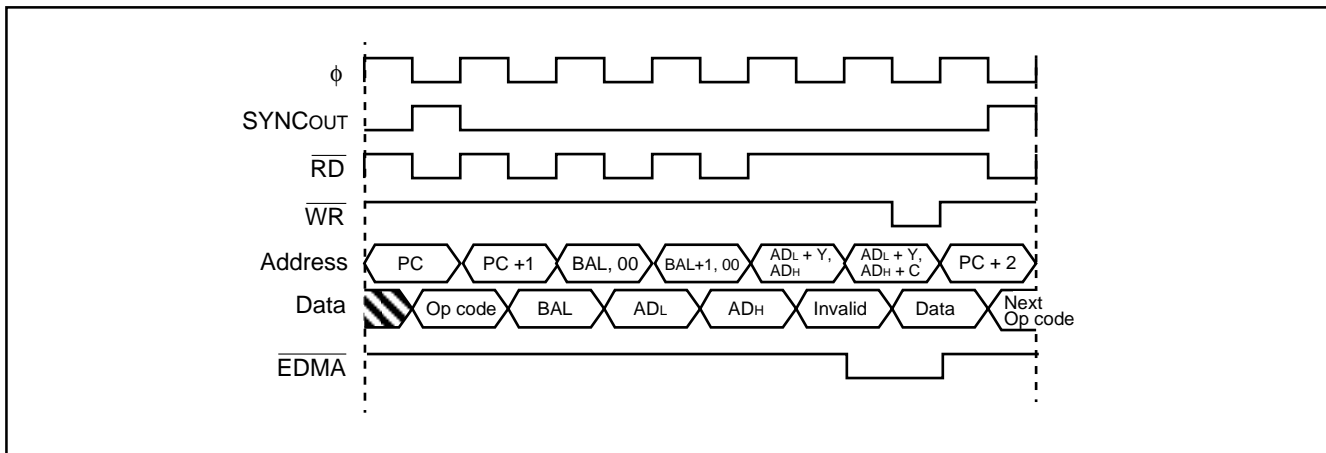 ϕ
SYNCOUT
RD
WR
Address PC PC +1 BAL, 00 BAL+1, 00 ADL + Y, ADH ADL + Y, ADH + C PC + 2
Data Op code BAL ADL ADH Invalid Data Next Op code
EDMA